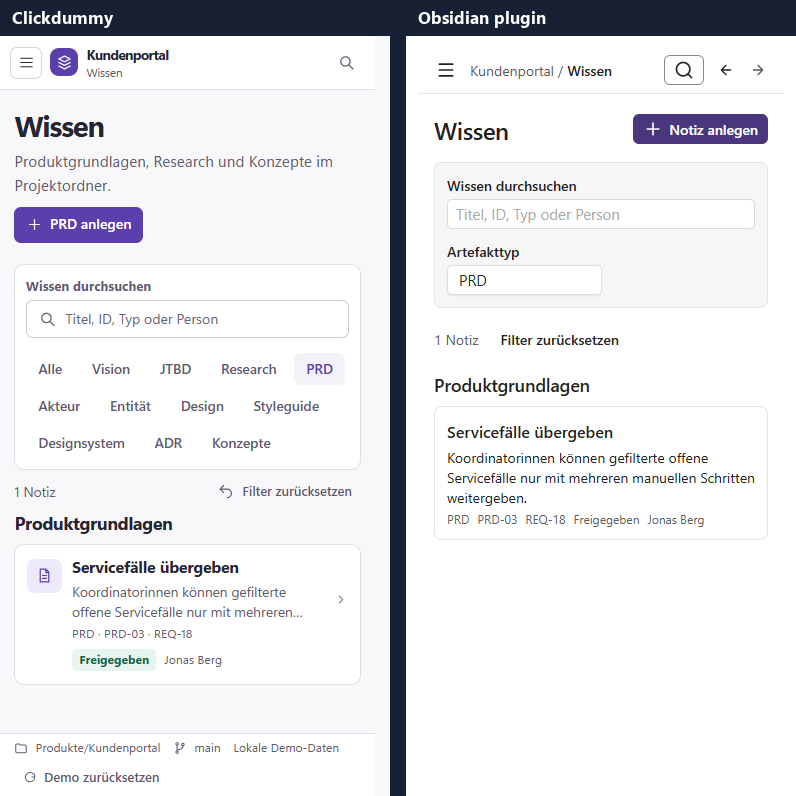 Clickdummy
Kundenportal
Wissen
Wissen
Produktgrundlagen, Research und Konzepte im
Projektordner.
PRD anlegen
Wissen durchsuchen
Titel, ID, Typ oder Person
Alle Vision JTBD Research PRD
Akteur Entität Design Styleguide
Designsystem ADR Konzepte
1 Notiz Filter zurücksetzen
Produktgrundlagen
Servicefälle übergeben
Koordinatorinnen können gefilterte
offene Servicefälle nur mit mehreren...
PRD · PRD-03 · REQ-18
Freigegeben Jonas Berg
Produkte/Kundenportal main Lokale Demo-Daten
Demo zurücksetzen
Obsidian plugin
Kundenportal / Wissen
Wissen
Notiz anlegen
Wissen durchsuchen
Titel, ID, Typ oder Person
Artefakttyp
PRD
1 Notiz Filter zurücksetzen
Produktgrundlagen
Servicefälle übergeben
Koordinatorinnen können gefilterte offene
Servicefälle nur mit mehreren manuellen Schritten
weitergeben.
PRD PRD-03 REQ-18 Freigegeben Jonas Berg